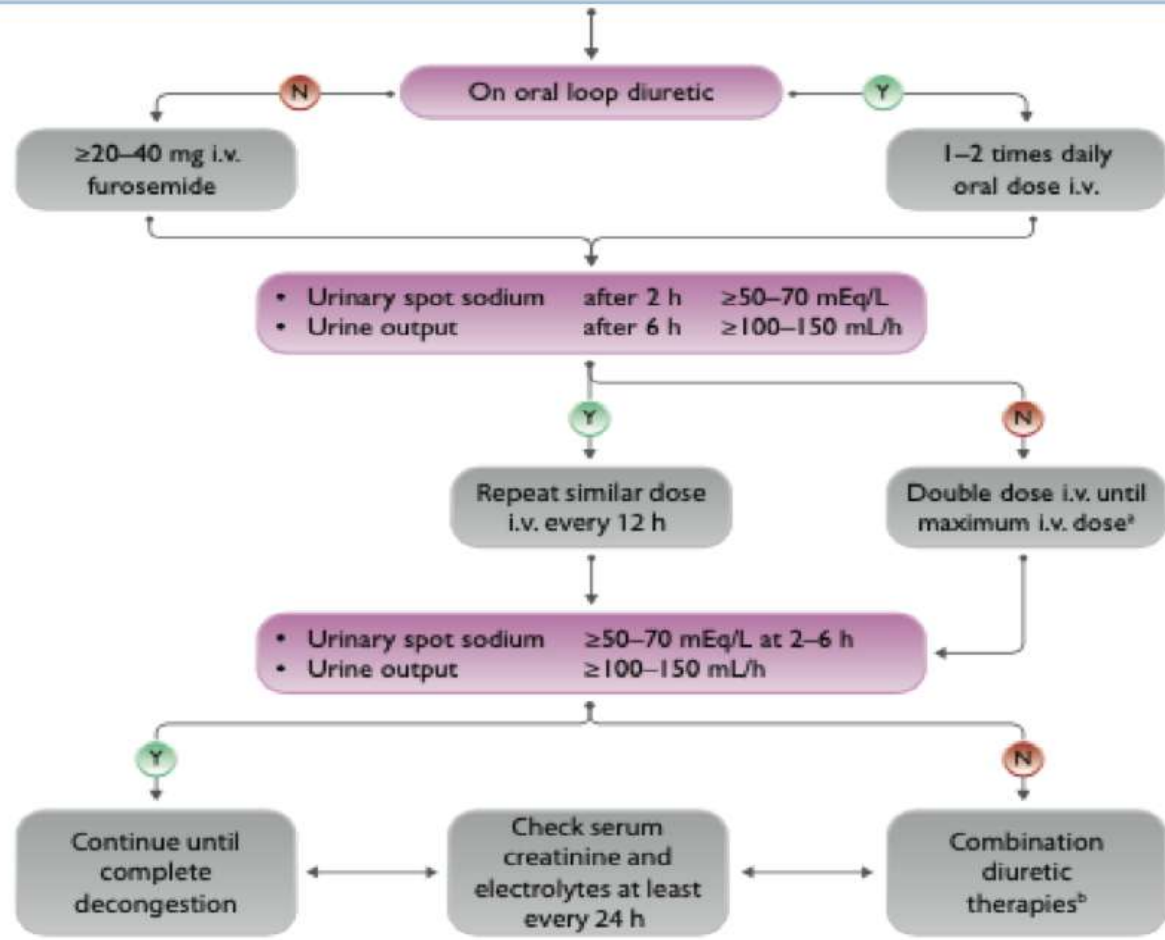 On oral loop diuretic
N
Y
≥20–40 mg i.v.
furosemide
1–2 times daily
oral dose i.v.
• Urinary spot sodium after 2 h ≥50–70 mEq/L
• Urine output after 6 h ≥100–150 mL/h
Y
N
Repeat similar dose
i.v. every 12 h
Double dose i.v. until
maximum i.v. doseᵃ
• Urinary spot sodium ≥50–70 mEq/L at 2–6 h
• Urine output ≥100–150 mL/h
Y
N
Continue until
complete
decongestion
Check serum
creatinine and
electrolytes at least
every 24 h
Combination
diuretic
therapiesᵇ